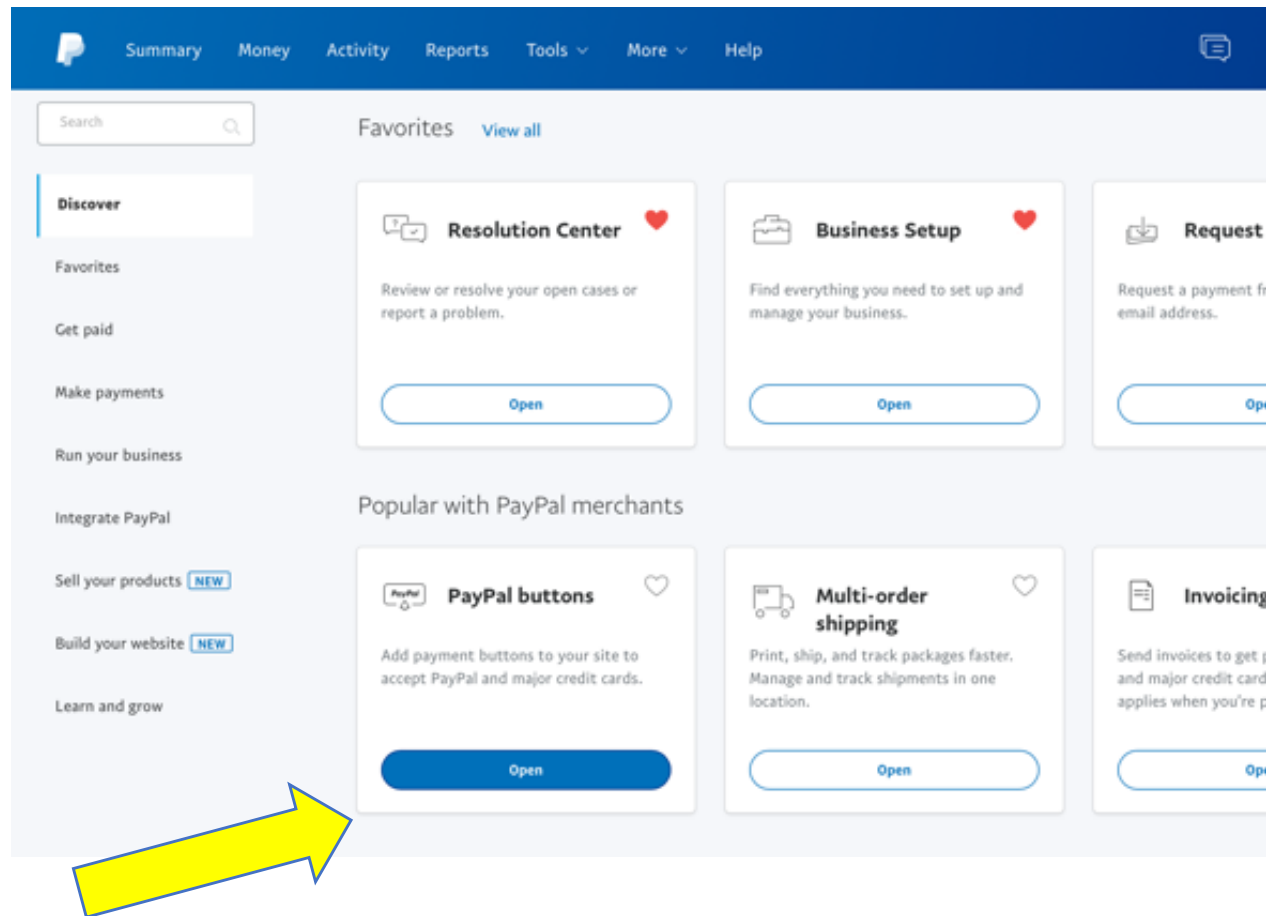 Summary Money Activity Reports Tools More Help
Search
Discover
Favorites
Get paid
Make payments
Run your business
Integrate PayPal
Sell your products NEW
Build your website NEW
Learn and grow
Favorites View all
Resolution Center
Review or resolve your open cases or
report a problem.
Open
Business Setup
Find everything you need to set up and
manage your business.
Open
Request
Request a payment
email address.
Popular with PayPal merchants
PayPal
PayPal buttons
Add payment buttons to your site to
accept PayPal and major credit cards.
Open
Multi-order
shipping
Print, ship, and track packages faster.
Manage and track shipments in one
location.
Open
Invoicing
Send invoices to get
and major credit card
applies when you're